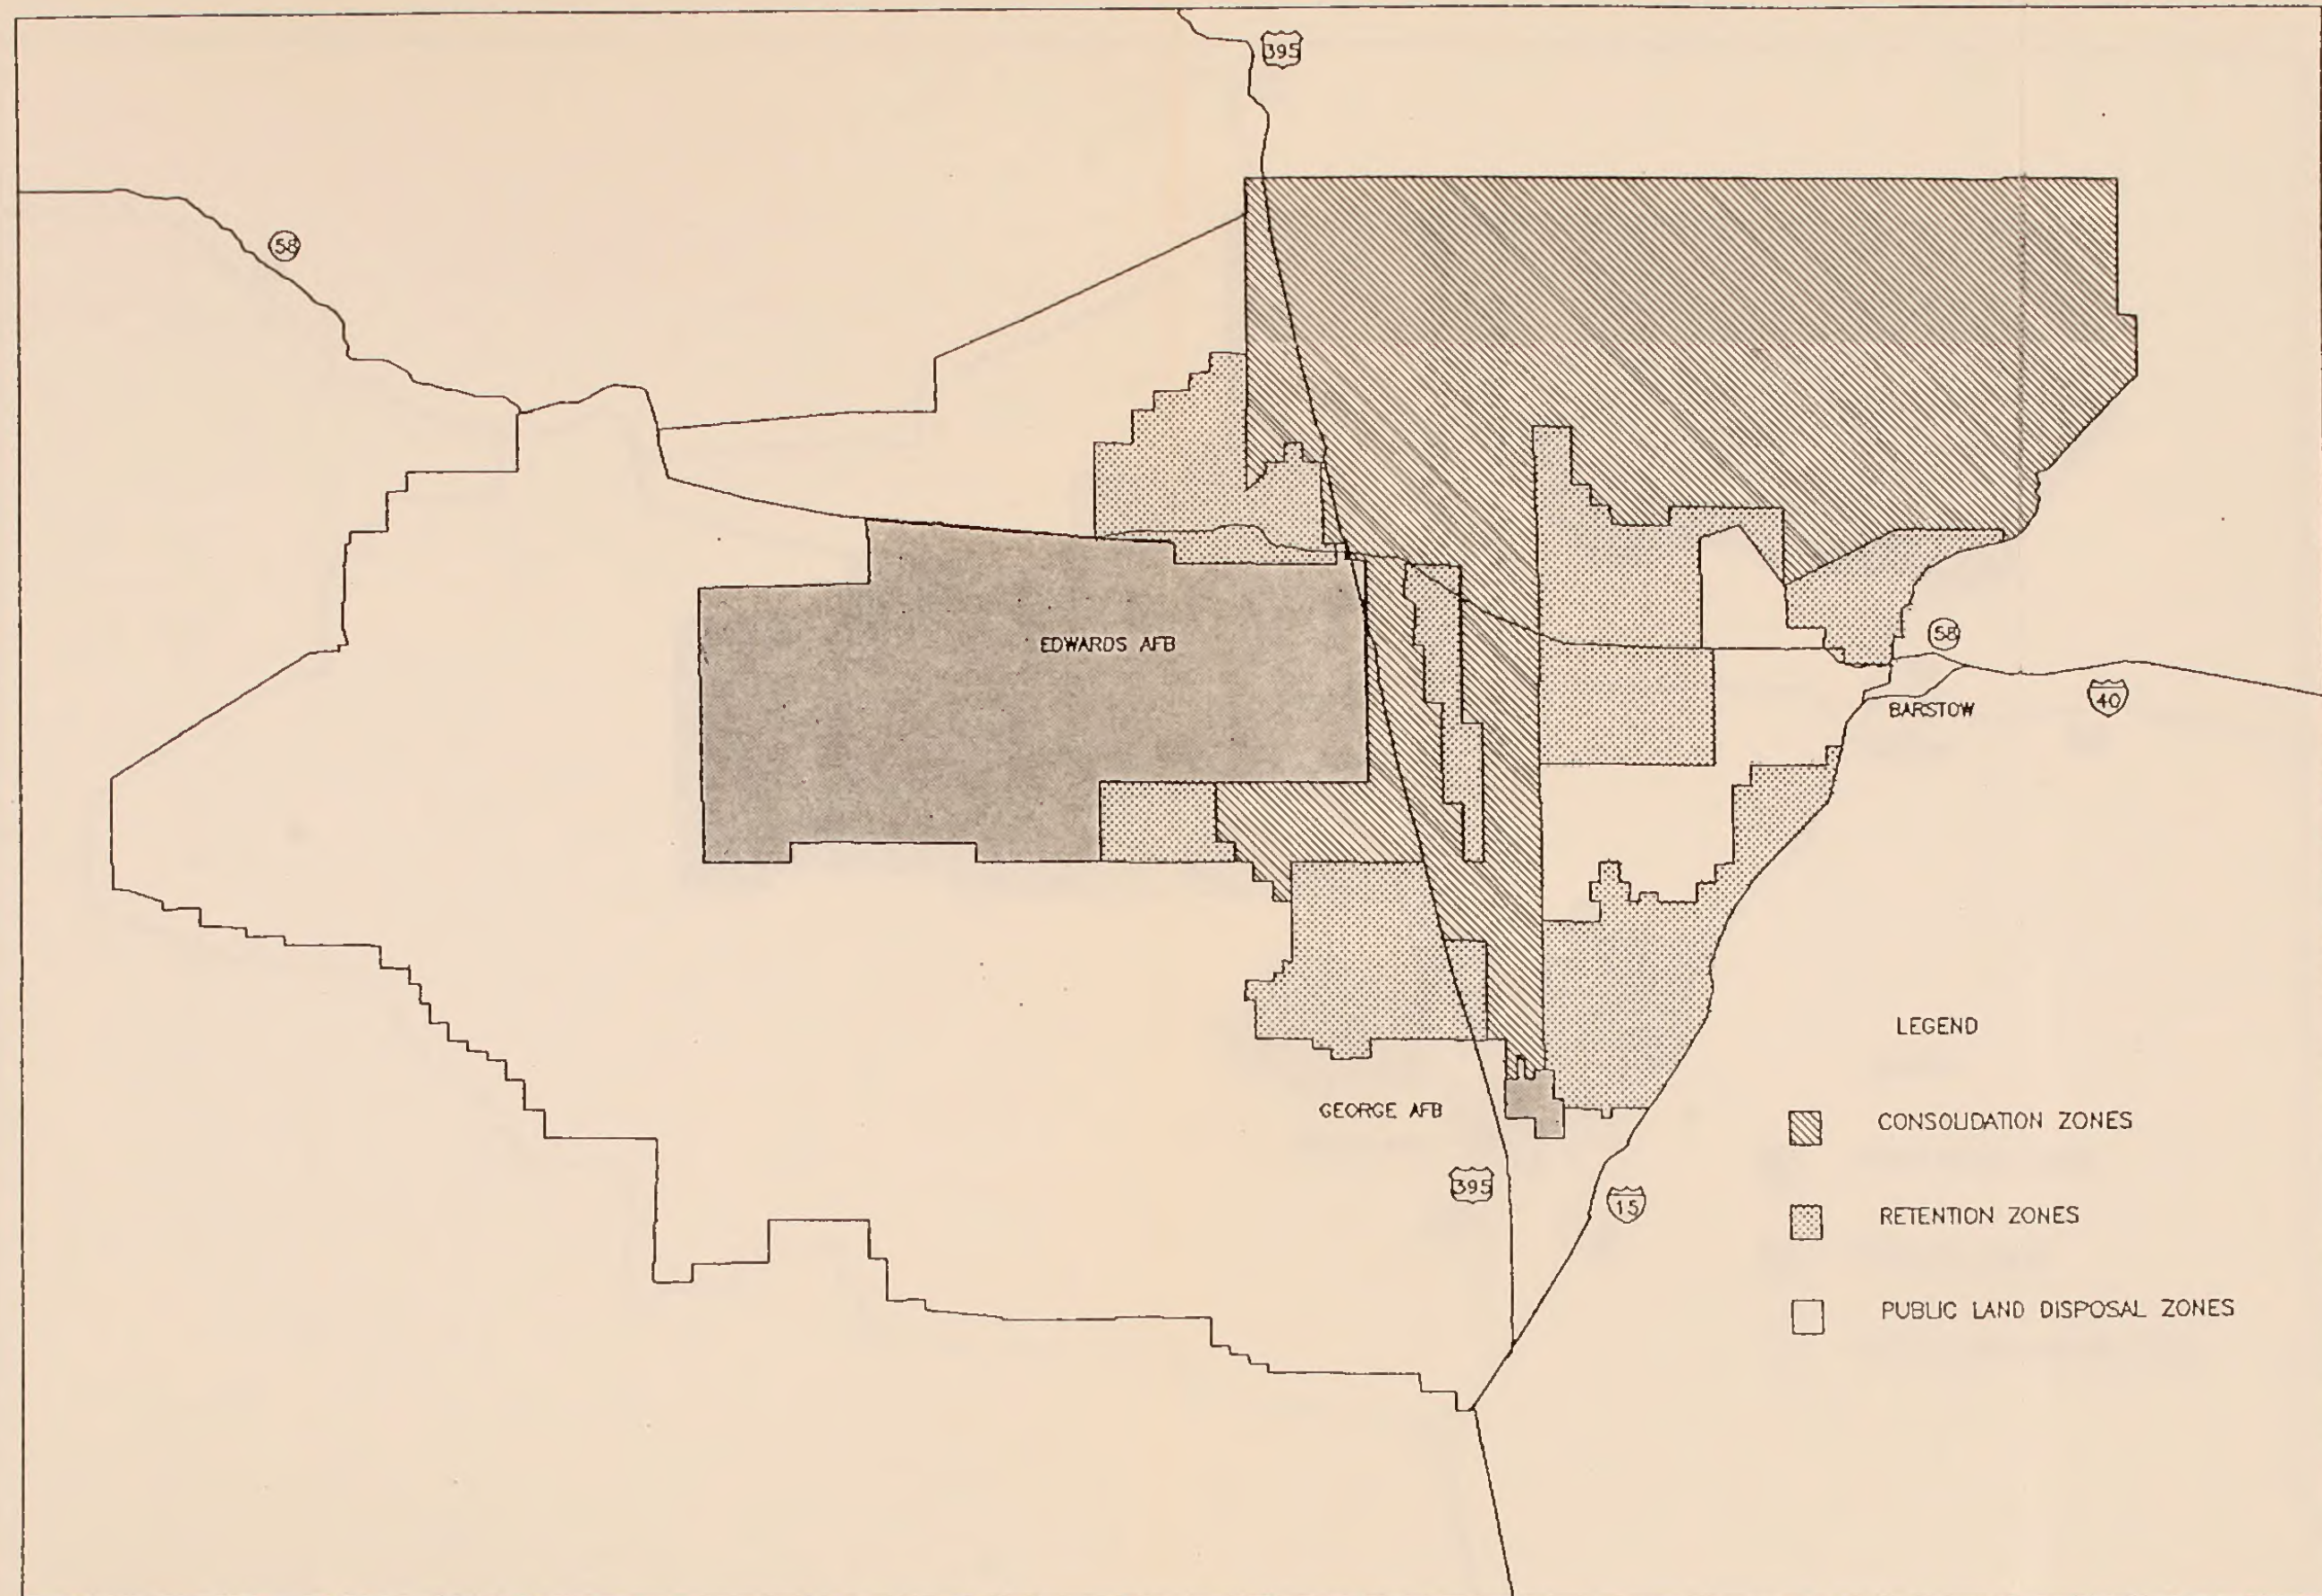 395
58
EDWARDS AFB
58
40
BARSTOW
LEGEND
GEORGE AFB
CONSOLIDATION ZONES
395
15
RETENTION ZONES
PUBLIC LAND DISPOSAL ZONES